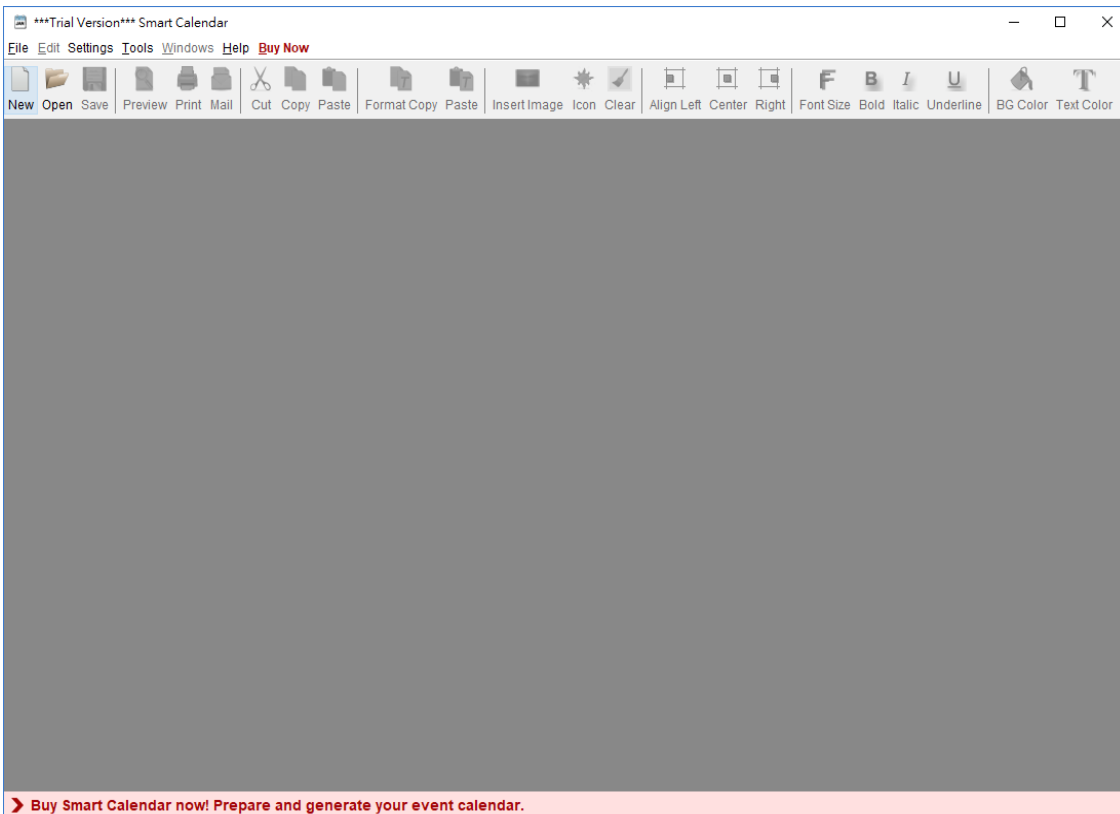 ***Trial Version*** Smart Calendar
File Edit Settings Tools Windows Help Buy Now
New Open Save Preview Print Mail Cut Copy Paste Format Copy Paste Insert Image Icon Clear Align Left Center Right Font Size Bold Italic Underline BG Color Text Color
Buy Smart Calendar now! Prepare and generate your event calendar.